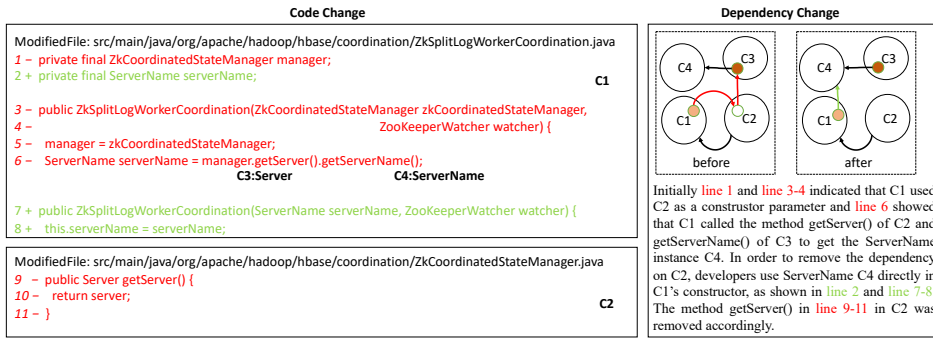 Code Change
ModifiedFile: src/main/java/org/apache/hadoop/hbase/coordination/ZkSplitLogWorkerCoordination.java
1 – private final ZkCoordinatedStateManager manager;
2 + private final ServerName serverName;
C1
3 – public ZkSplitLogWorkerCoordination(ZkCoordinatedStateManager zkCoordinatedStateManager,
4 – ZooKeeperWatcher watcher) {
5 – manager = zkCoordinatedStateManager;
6 – ServerName serverName = manager.getServer().getServerName();
C3:Server C4:ServerName
7 + public ZkSplitLogWorkerCoordination(ServerName serverName, ZooKeeperWatcher watcher) {
8 + this.serverName = serverName;
ModifiedFile: src/main/java/org/apache/hadoop/hbase/coordination/ZkCoordinatedStateManager.java
9 – public Server getServer() {
10 – return server;
11 – }
C2
Dependency Change
C4 C3 C1 C2
before
C4 C3 C1 C2
after
Initially line 1 and line 3-4 indicated that C1 used
C2 as a construstor parameter and line 6 showed
that C1 called the method getServer() of C2 and
getServerName() of C3 to get the ServerName
instance C4. In order to remove the dependency
on C2, developers use ServerName C4 directly in
C1's constructor, as shown in line 2 and line 7-8
The method getServer() in line 9-11 in C2 was
removed accordingly.